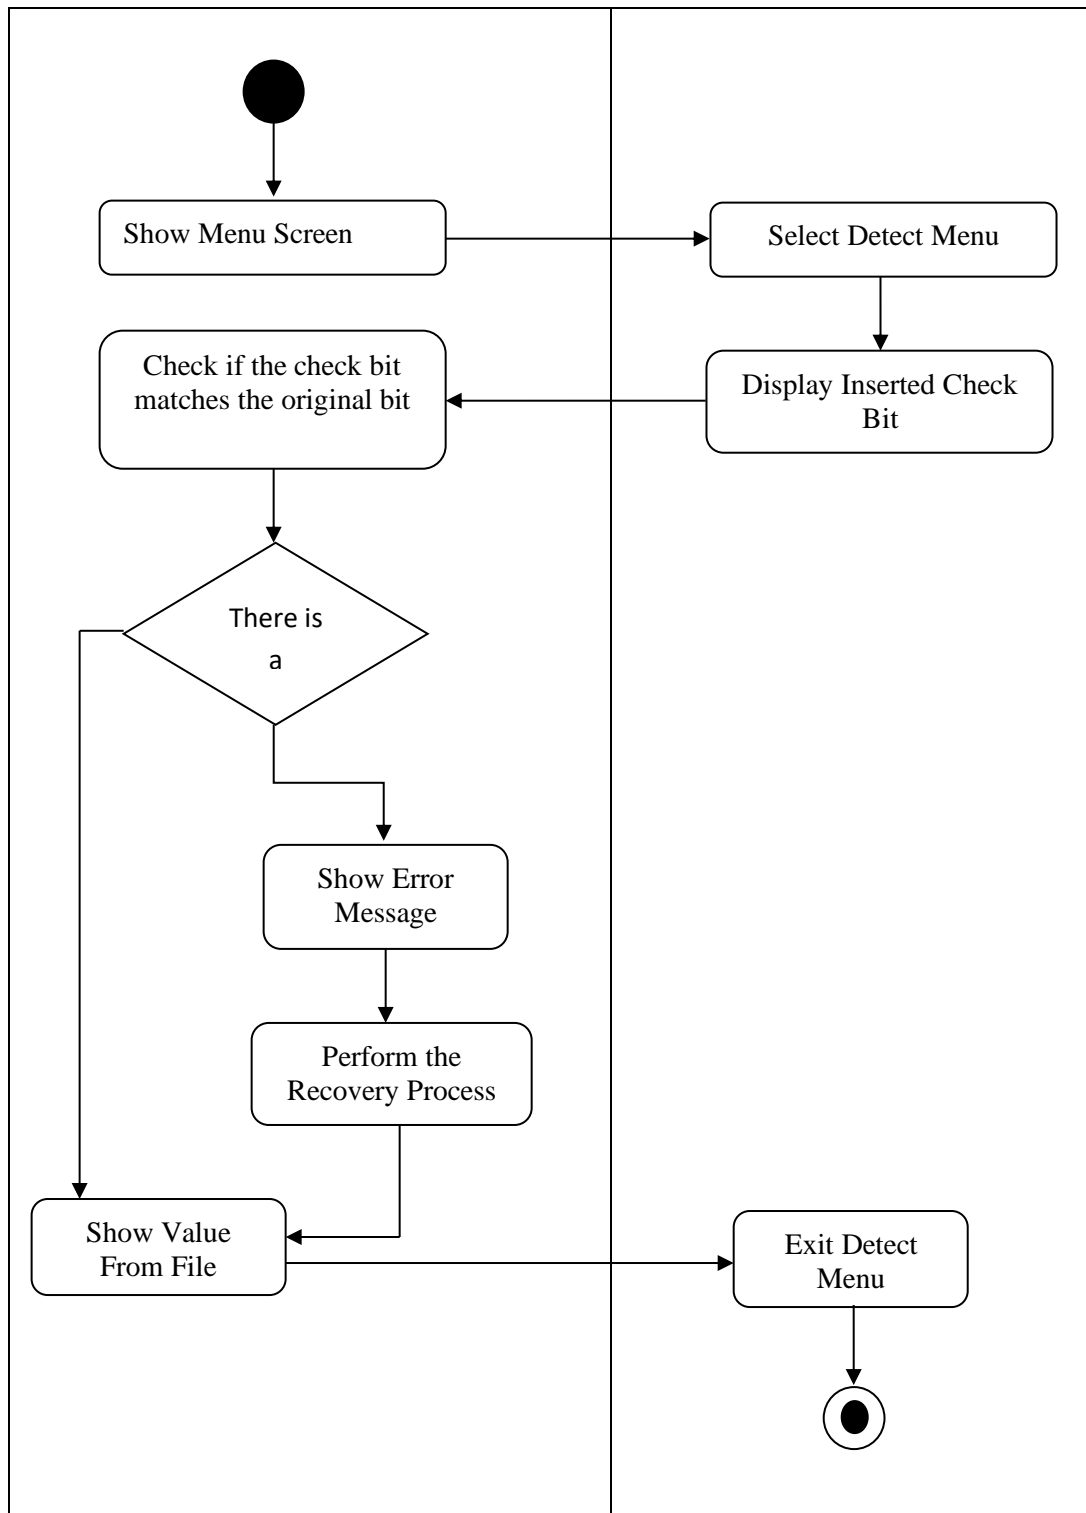 Show Menu Screen
Select Detect Menu
Check if the check bit
matches the original bit
Display Inserted Check
Bit
There is
a
Show Error
Message
Perform the
Recovery Process
Show Value
From File
Exit Detect
Menu